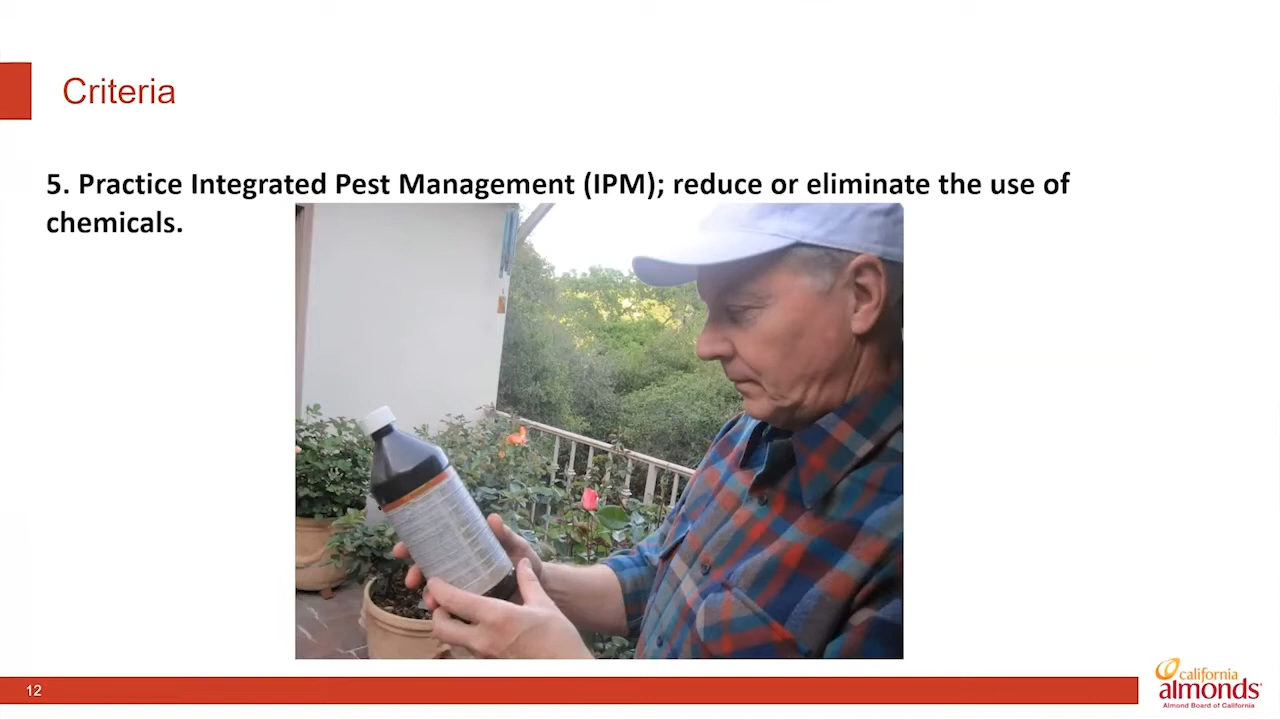 Criteria
5. Practice Integrated Pest Management (IPM); reduce or eliminate the use of
chemicals.
12
california
almonds®
Almond Board of California